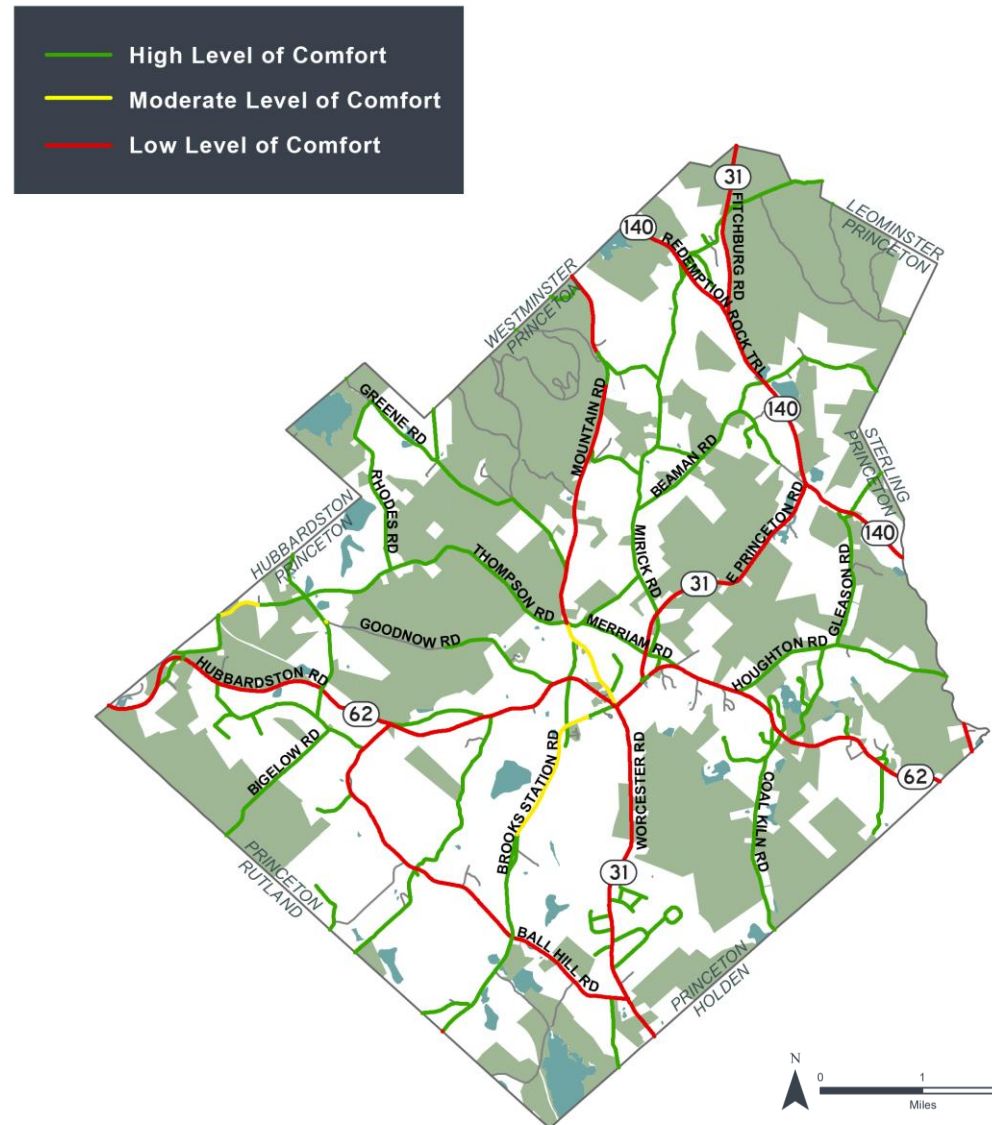 High Level of Comfort
Moderate Level of Comfort
Low Level of Comfort
31
140
FITCHBURG RD
REDEMPTION ROCK TRL
LEOMINSTER
PRINCETON
WESTMINSTER
PRINCETON
GREENE RD
MOUNTAIN RD
140
BEAMAN RD
STERLING
PRINCETON
RHODES RD
HUBBARDSTON
PRINCETON
MIRICK RD
E PRINCETON RD
140
THOMPSON RD
31
GLEASON RD
GOODNOW RD
MERRIAM RD
HOUGHTON RD
HUBBARDSTON RD
62
BIGELOW RD
BROOKS STATION RD
WORCESTER RD
62
COAL KILN RD
PRINCETON
RUTLAND
31
BALL HILL RD
PRINCETON
HOLDEN
N
0 1
Miles